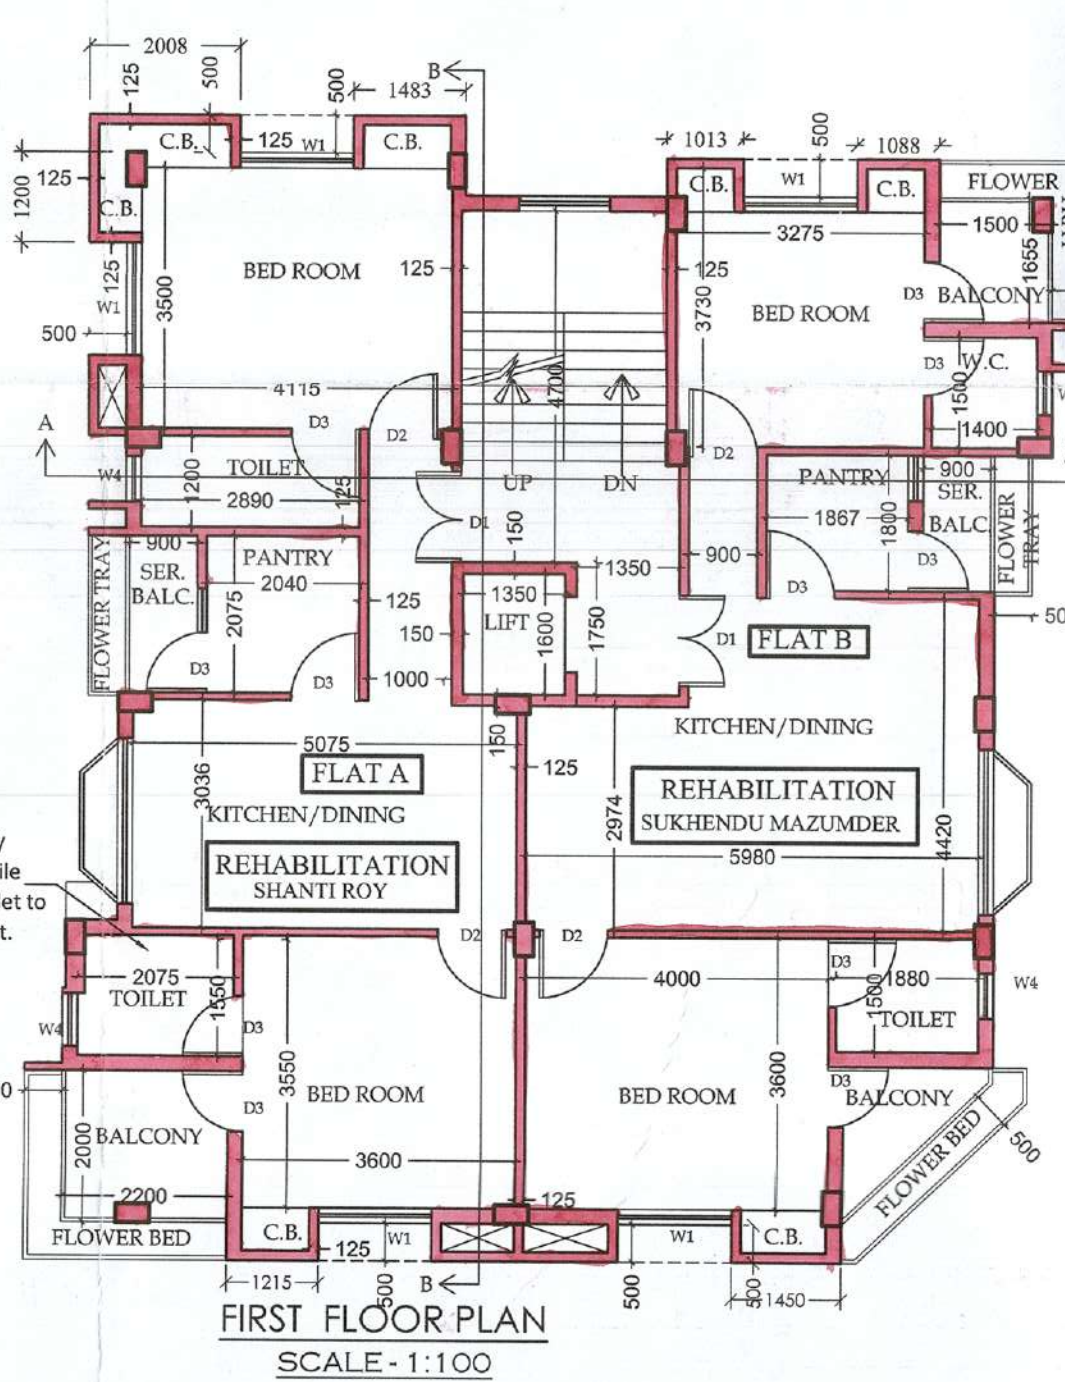 2008
B
125
500
500
1483
C.B.
125
W1
C.B.
1013
500
1088
1200
125
C.B.
C.B.
W1
C.B.
FLOWER
3275
1500
125
3500
BED ROOM
125
125
1655
W1
500
3730
BED ROOM
D3
BALCONY
4115
4700
D3
W.C.
1500
1400
A
D3
D2
D2
W4
1200
TOILET
2890
125
UP
DN
PANTRY
900
SER.
BALC.
D1
150
1867
1800
FLOWER
TRAY
900
SER.
BALC.
PANTRY
2040
1350
900
D3
FLOWER TRAY
2075
125
1350
D3
LIFT
1600
1750
150
D1
FLAT B
D3
D3
1000
KITCHEN/DINING
150
5075
125
3036
FLAT A
REHABILITATION
SUKHENDU MAZUMDER
KITCHEN/DINING
2974
4420
REHABILITATION
SHANTI ROY
5980
let to
t.
D2
D2
2075
TOILET
1550
4000
D3
1500
1880
TOILET
W4
W4
D3
3550
BED ROOM
BED ROOM
3600
D3
BALCONY
D3
BALCONY
2000
3600
2200
FLOWER BED
500
125
FLOWER BED
C.B.
125
W1
W1
C.B.
1215
500
B
500
500
1450
FIRST FLOOR PLAN
SCALE - 1:100